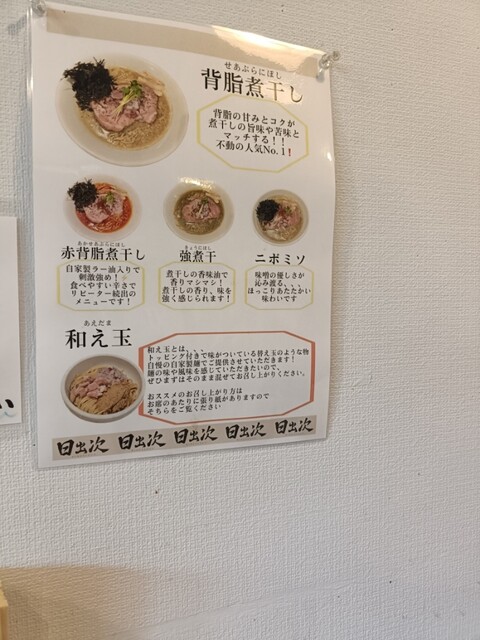 せあぶらにぼし
背脂煮干し
背脂の甘みとコクが
煮干しの旨味や苦味と
マッチする！！
不動の人気No.1！
あかせあぶらにぼし
赤背脂煮干し
自家製ラー油入りで
刺激強め！
食べやすい辛さで
リピーター続出の
メニューです！
きょうにぼし
強煮干
煮干しの香味油で
香りマシマシ！
煮干しの香り、味を
強く感じられます！
ニボミソ
味噌の優しさが
沁み渡る、、、
ほっこりあたたかい
味わいです
あえだま
和え玉
和え玉とは、、、
トッピング付きで味がついている替え玉のような物
自慢の自家製麺でご提供させていただきます！
麺の味や風味を感じていただきたいので、
ぜひまずはそのまま混ぜてお召し上がりください。
おススメのお召し上がり方は
お席のあたりに張り紙がありますので
そちらをご覧ください
日出次 日出次 日出次 日出次 日出次
い